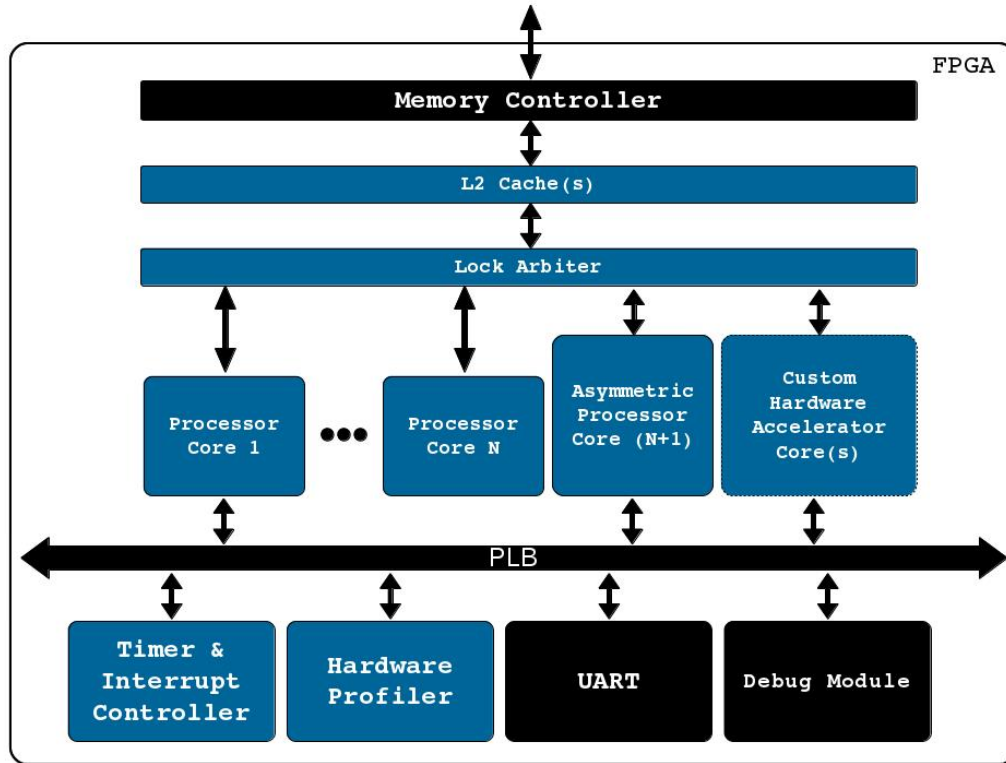 FPGA
Memory Controller
L2 Cache(s)
Lock Arbiter
Processor
Core 1
Processor
Core N
Asymmetric
Processor
Core (N+1)
Custom
Hardware
Accelerator
Core(s)
PLB
Timer &
Interrupt
Controller
Hardware
Profiler
UART
Debug Module